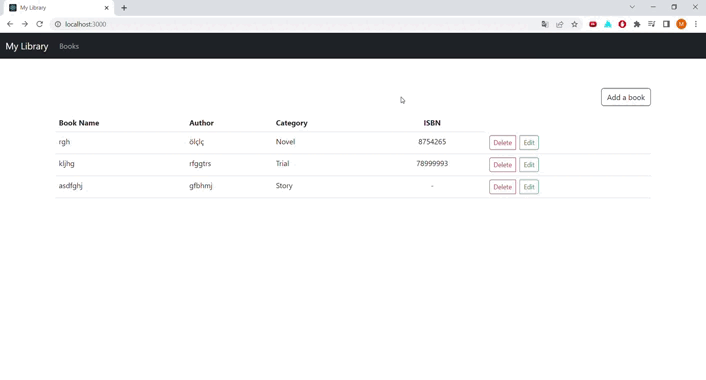 My Library
localhost:3000
M
My Library Books
Add a book
Book Name Author Category ISBN
rgh ölçlç Novel 8754265 Delete Edit
kljhg rfggtrs Trial 78999993 Delete Edit
asdfghj gfbhmj Story - Delete Edit